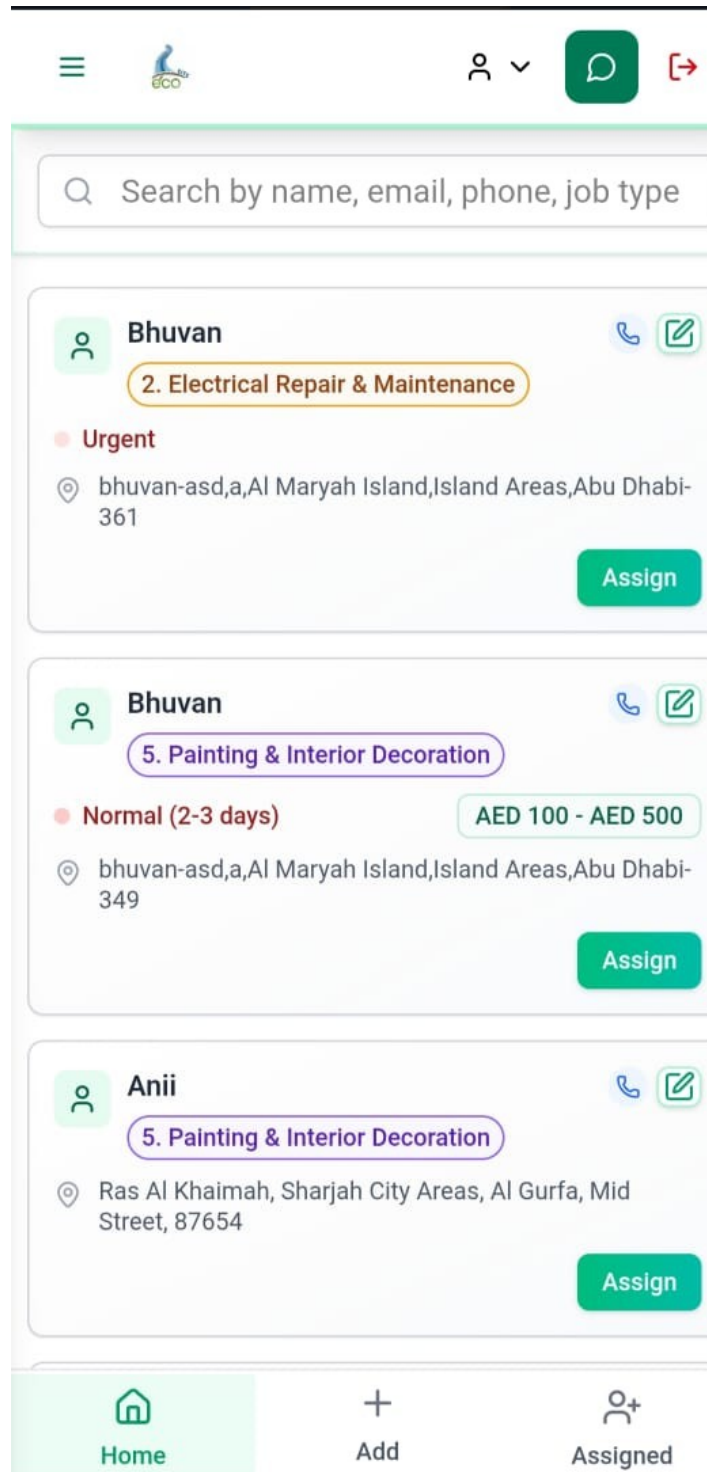 eco
Search by name, email, phone, job type
Bhuvan
2. Electrical Repair & Maintenance
Urgent
bhuvan-asd,a,Al Maryah Island,Island Areas,Abu Dhabi-
361
Assign
Bhuvan
5. Painting & Interior Decoration
Normal (2-3 days)
AED 100 - AED 500
bhuvan-asd,a,Al Maryah Island,Island Areas,Abu Dhabi-
349
Assign
Anii
5. Painting & Interior Decoration
Ras Al Khaimah, Sharjah City Areas, Al Gurfa, Mid
Street, 87654
Assign
Home
Add
Assigned